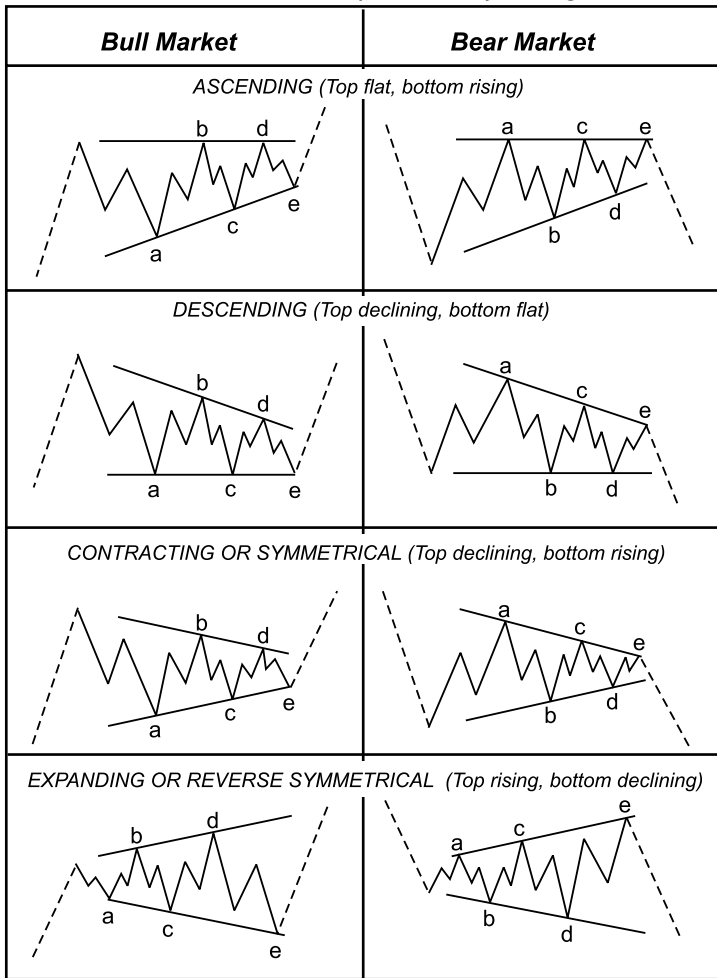 Bull Market
Bear Market
ASCENDING (Top flat, bottom rising)
b d
e
c
a
a c e
d
b
DESCENDING (Top declining, bottom flat)
b
d
a c e
a
c
e
b d
CONTRACTING OR SYMMETRICAL (Top declining, bottom rising)
b
d
e
c
a
a
c
e
d
b
EXPANDING OR REVERSE SYMMETRICAL (Top rising, bottom declining)
d
b
a
c
e
e
c
a
b
d